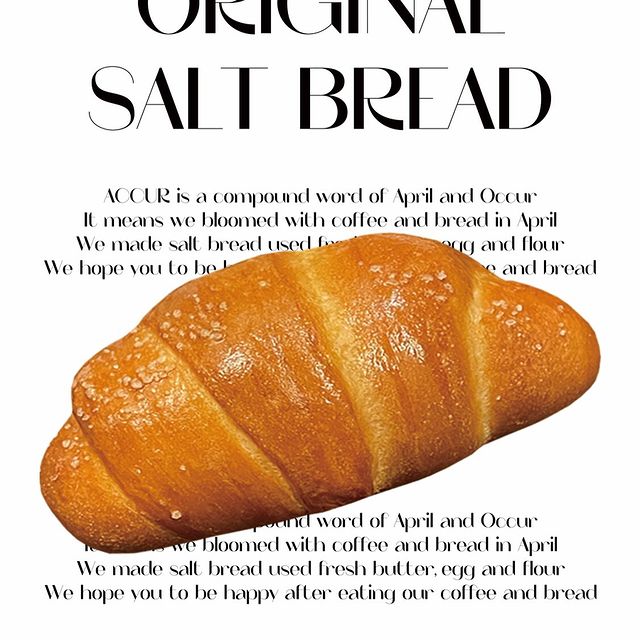 ORIGINAL
SALT BREAD
ACCUR is a compound word of April and Occur
It means we bloomed with coffee and bread in April
We made salt bread used egg and flour
We hope you to be and bread
word of April and Occur
we bloomed with coffee and bread in April
We made salt bread used fresh butter, egg and flour
We hope you to be happy after eating our coffee and bread